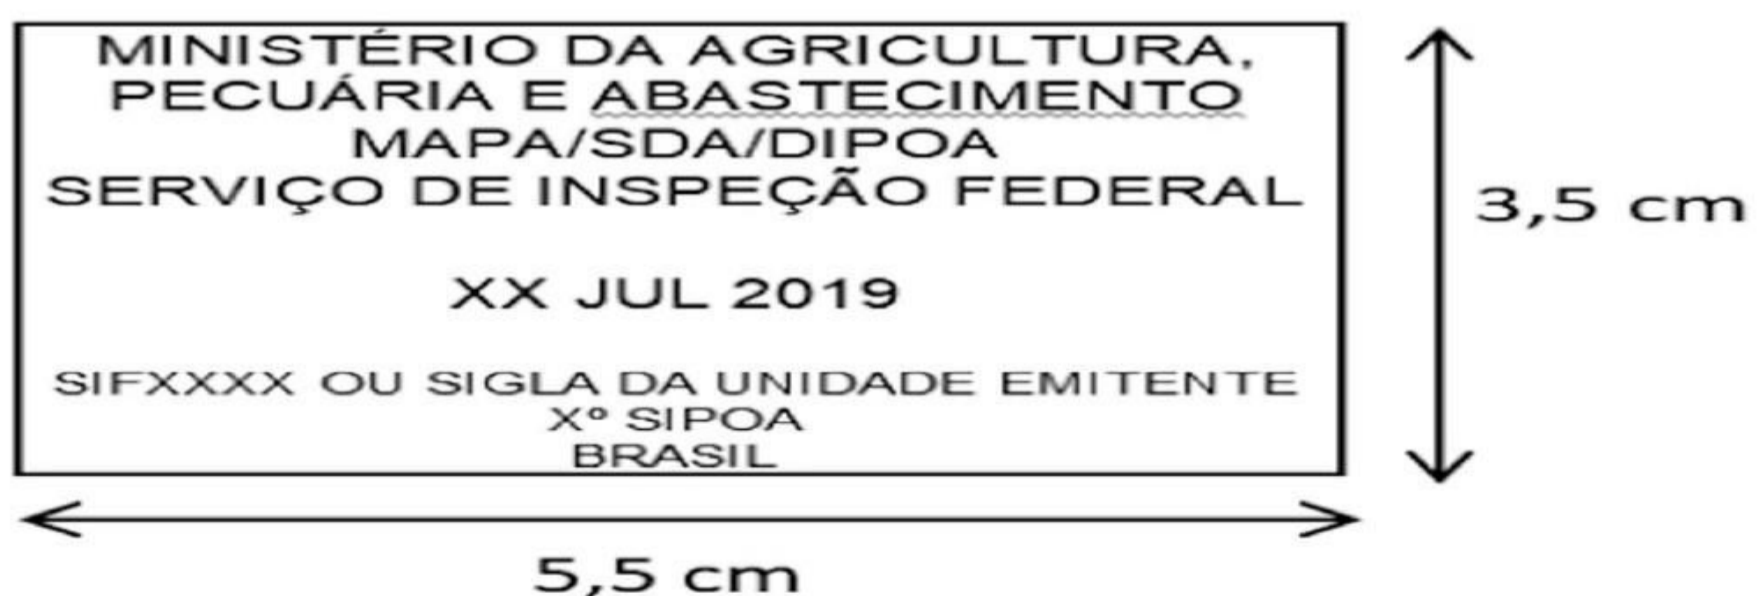 MINISTÉRIO DA AGRICULTURA,
PECUÁRIA E ABASTECIMENTO
MAPA/SDA/DIPOA
SERVIÇO DE INSPEÇÃO FEDERAL
XX JUL 2019
SIFXXXX OU SIGLA DA UNIDADE EMITENTE
Xº SIPOA
BRASIL
3,5 cm
5,5 cm